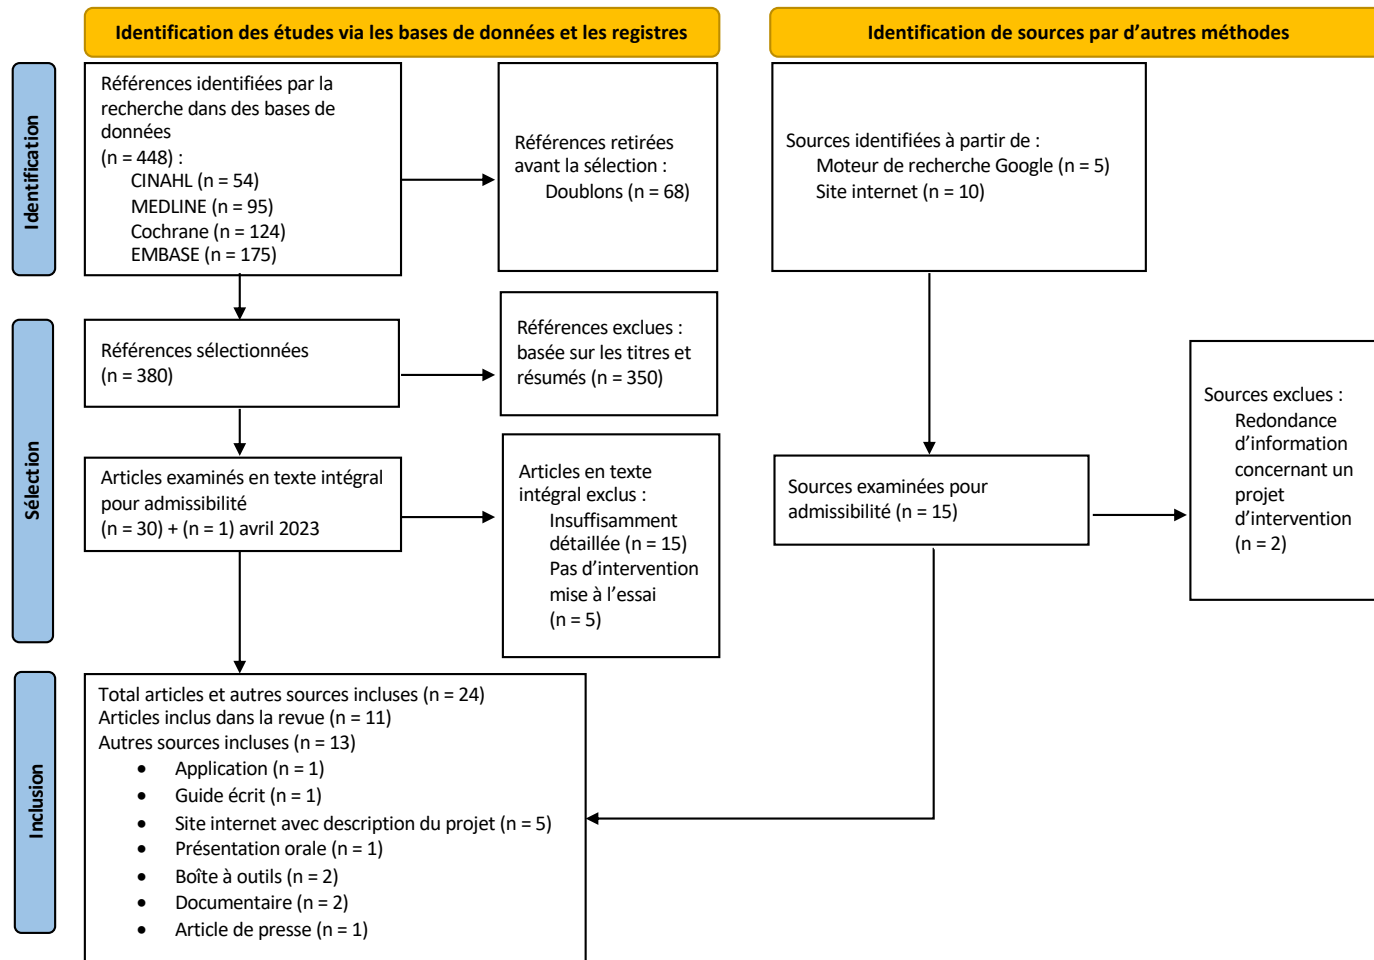 Identification des études via les bases de données et les registres
Identification de sources par d’autres méthodes
Identification
Références identifiées par la
recherche dans des bases de
données
(n = 448) :
CINAHL (n = 54)
MEDLINE (n = 95)
Cochrane (n = 124)
EMBASE (n = 175)
Références retirées
avant la sélection :
Doublons (n = 68)
Sources identifiées à partir de :
Moteur de recherche Google (n = 5)
Site internet (n = 10)
Sélection
Références sélectionnées
(n = 380)
Références exclues :
basée sur les titres et
résumés (n = 350)
Articles examinés en texte intégral
pour admissibilité
(n = 30) + (n = 1) avril 2023
Articles en texte
intégral exclus :
Insuffisamment
détaillée (n = 15)
Pas d’intervention
mise à l’essai
(n = 5)
Sources examinées pour
admissibilité (n = 15)
Sources exclues :
Redondance
d’information
concernant un
projet
d’intervention
(n = 2)
Inclusion
Total articles et autres sources incluses (n = 24)
Articles inclus dans la revue (n = 11)
Autres sources incluses (n = 13)
• Application (n = 1)
• Guide écrit (n = 1)
• Site internet avec description du projet (n = 5)
• Présentation orale (n = 1)
• Boîte à outils (n = 2)
• Documentaire (n = 2)
• Article de presse (n = 1)